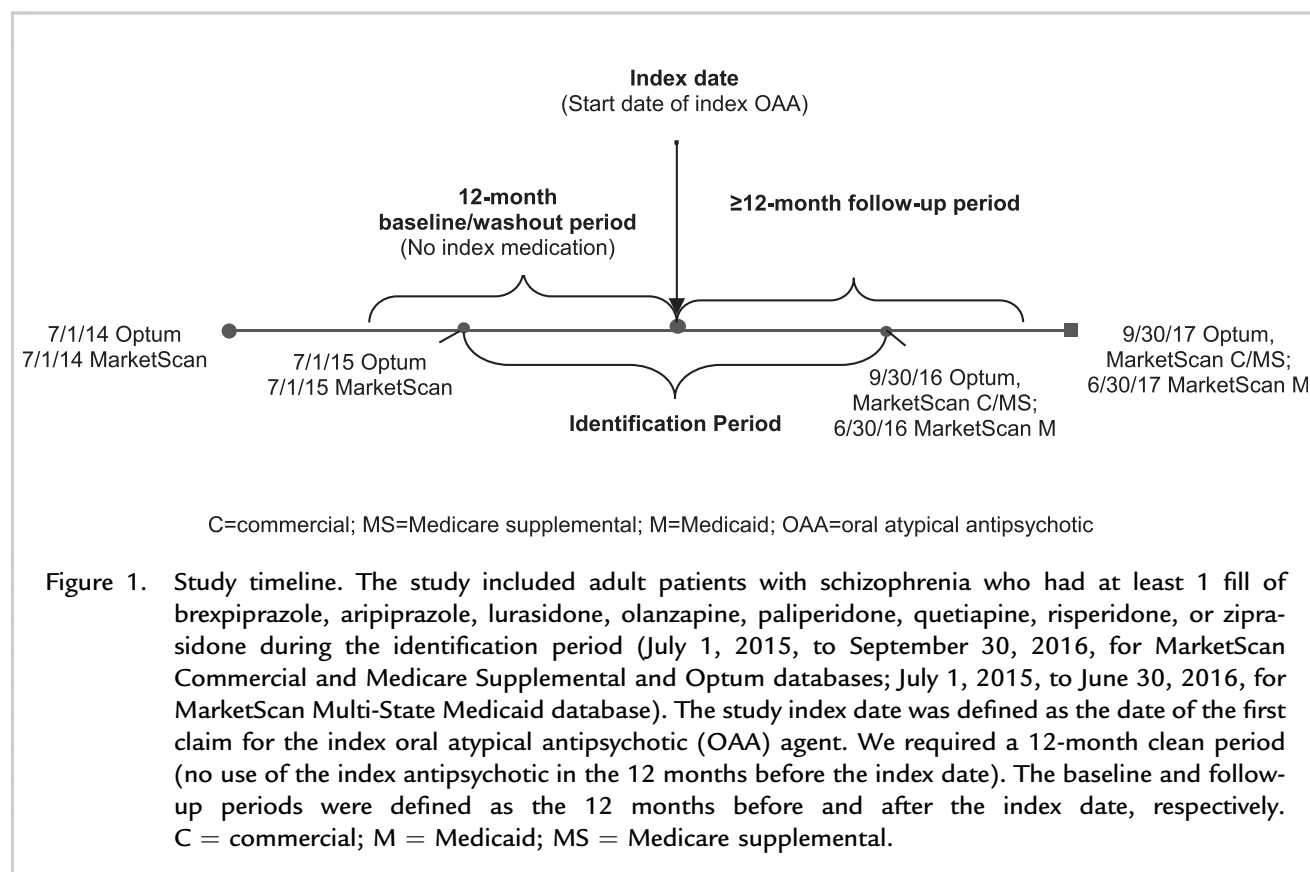 Index date
(Start date of index OAA)
12-month
baseline/washout period
(No index medication)
≥12-month follow-up period
7/1/14 Optum
7/1/14 MarketScan
7/1/15 Optum
7/1/15 MarketScan
Identification Period
9/30/16 Optum,
MarketScan C/MS;
6/30/16 MarketScan M
9/30/17 Optum,
MarketScan C/MS;
6/30/17 MarketScan M
C=commercial; MS=Medicare supplemental; M=Medicaid; OAA=oral atypical antipsychotic
Figure 1. Study timeline. The study included adult patients with schizophrenia who had at least 1 fill of
brexpiprazole, aripiprazole, lurasidone, olanzapine, paliperidone, quetiapine, risperidone, or zipra-
sidone during the identification period (July 1, 2015, to September 30, 2016, for MarketScan
Commercial and Medicare Supplemental and Optum databases; July 1, 2015, to June 30, 2016, for
MarketScan Multi-State Medicaid database). The study index date was defined as the date of the first
claim for the index oral atypical antipsychotic (OAA) agent. We required a 12-month clean period
(no use of the index antipsychotic in the 12 months before the index date). The baseline and follow-
up periods were defined as the 12 months before and after the index date, respectively.
C = commercial; M = Medicaid; MS = Medicare supplemental.